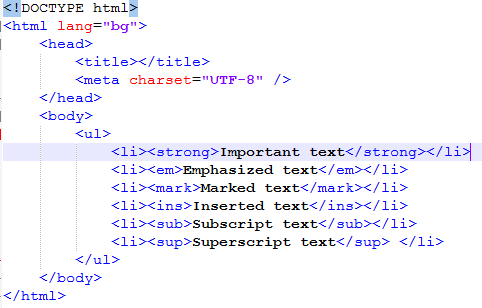 <!DOCTYPE html>
<html lang="bg">
    <head>
        <title></title>
        <meta charset="UTF-8" />
    </head>
    <body>
        <ul>
            <li><strong>Important text</strong></li>
            <li><em>Emphasized text</em></li>
            <li><mark>Marked text</mark></li>
            <li><ins>Inserted text</ins></li>
            <li><sub>Subscript text</sub></li>
            <li><sup>Superscript text</sup> </li>
        </ul>
    </body>
</html>